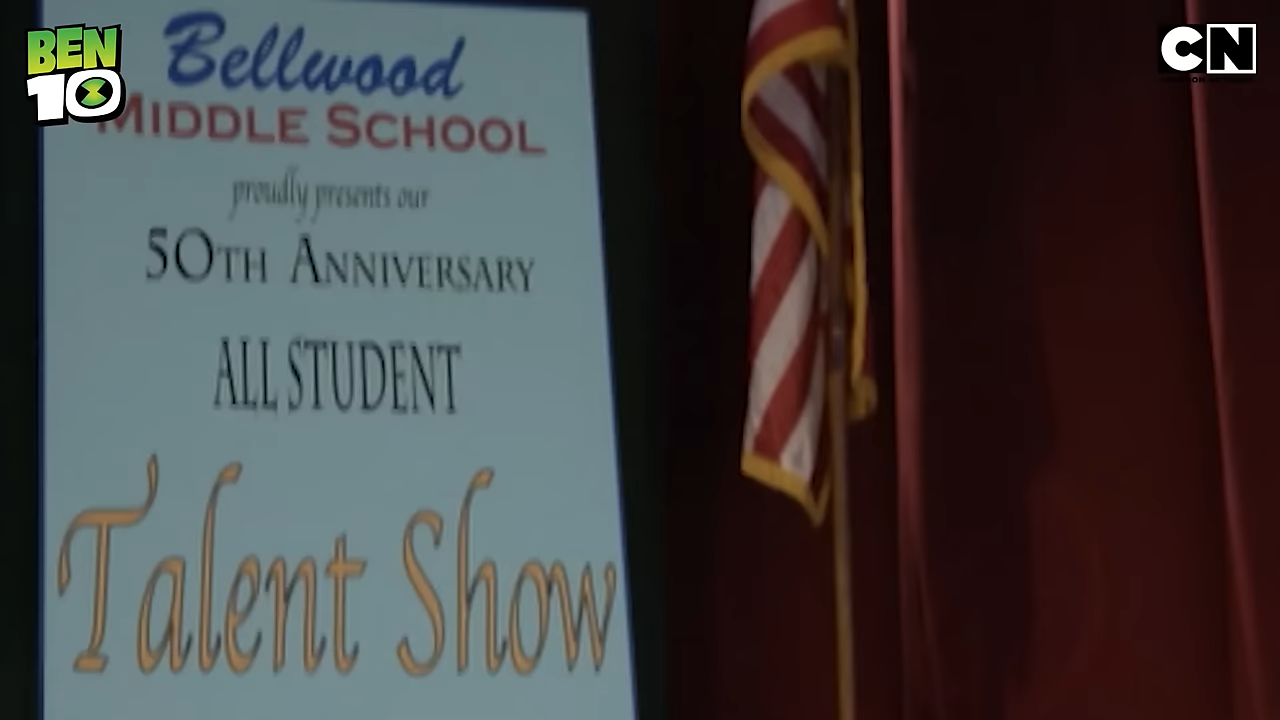 BEN
10
CN
Bellwood
MIDDLE SCHOOL
proudly presents our
50TH ANNIVERSARY
ALL STUDENT
Talent Show